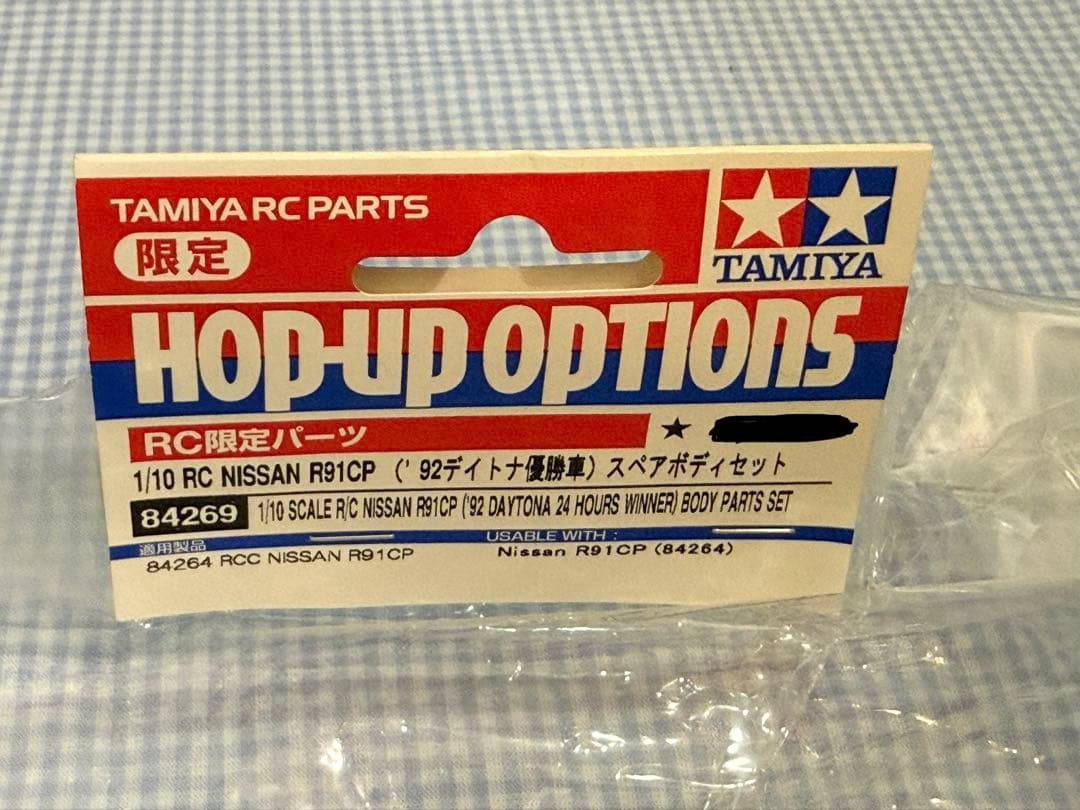 TAMIYA RC PARTS
限定
TAMIYA
HOP-UP OPTIONS
RC限定パーツ ★
1/10 RC NISSAN R91CP (’92デイトナ優勝車) スペアボディセット
84269 1/10 SCALE R/C NISSAN R91CP ('92 DAYTONA 24 HOURS WINNER) BODY PARTS SET
適用製品 USABLE WITH :
84264 RCC NISSAN R91CP Nissan R91CP (84264)